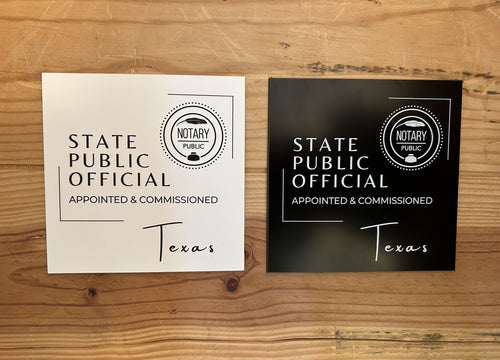 NOTARY
PUBLIC
STATE
PUBLIC
OFFICIAL
APPOINTED & COMMISSIONED
Texas
NOTARY
PUBLIC
STATE
PUBLIC
OFFICIAL
APPOINTED & COMMISSIONED
Texas